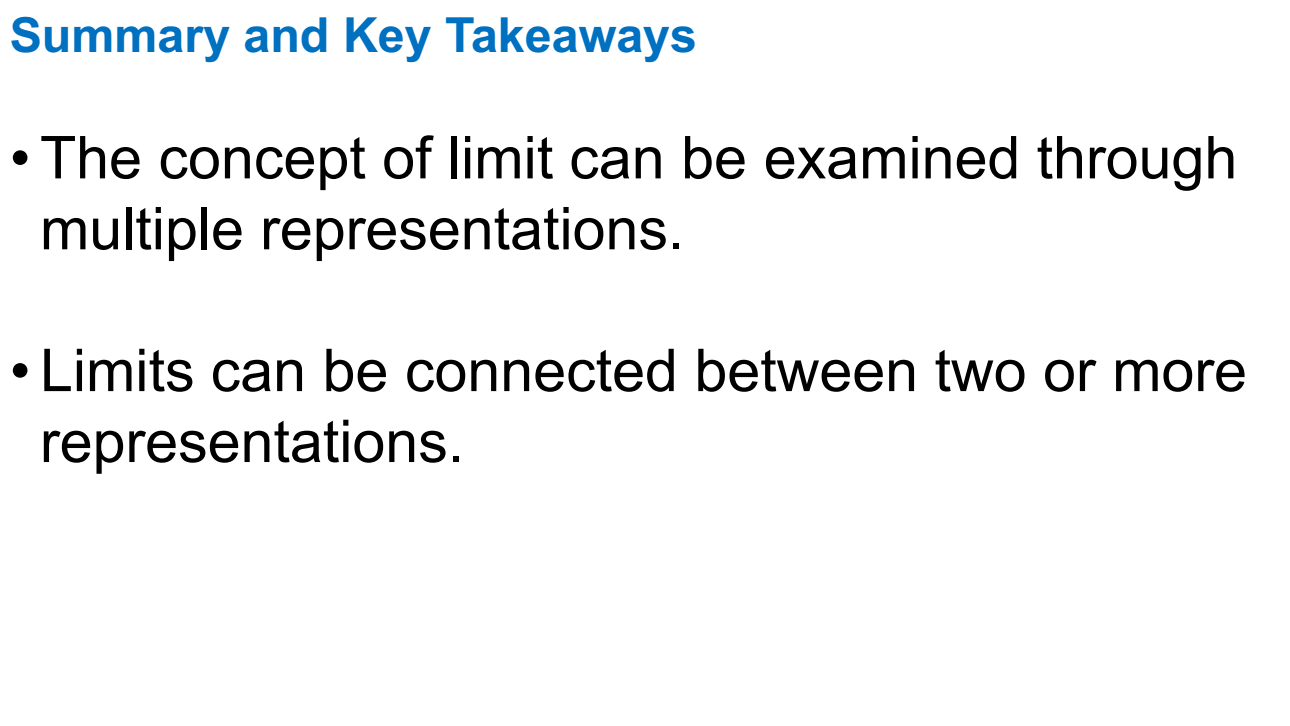 Summary and Key Takeaways
• The concept of limit can be examined through
multiple representations.
• Limits can be connected between two or more
representations.